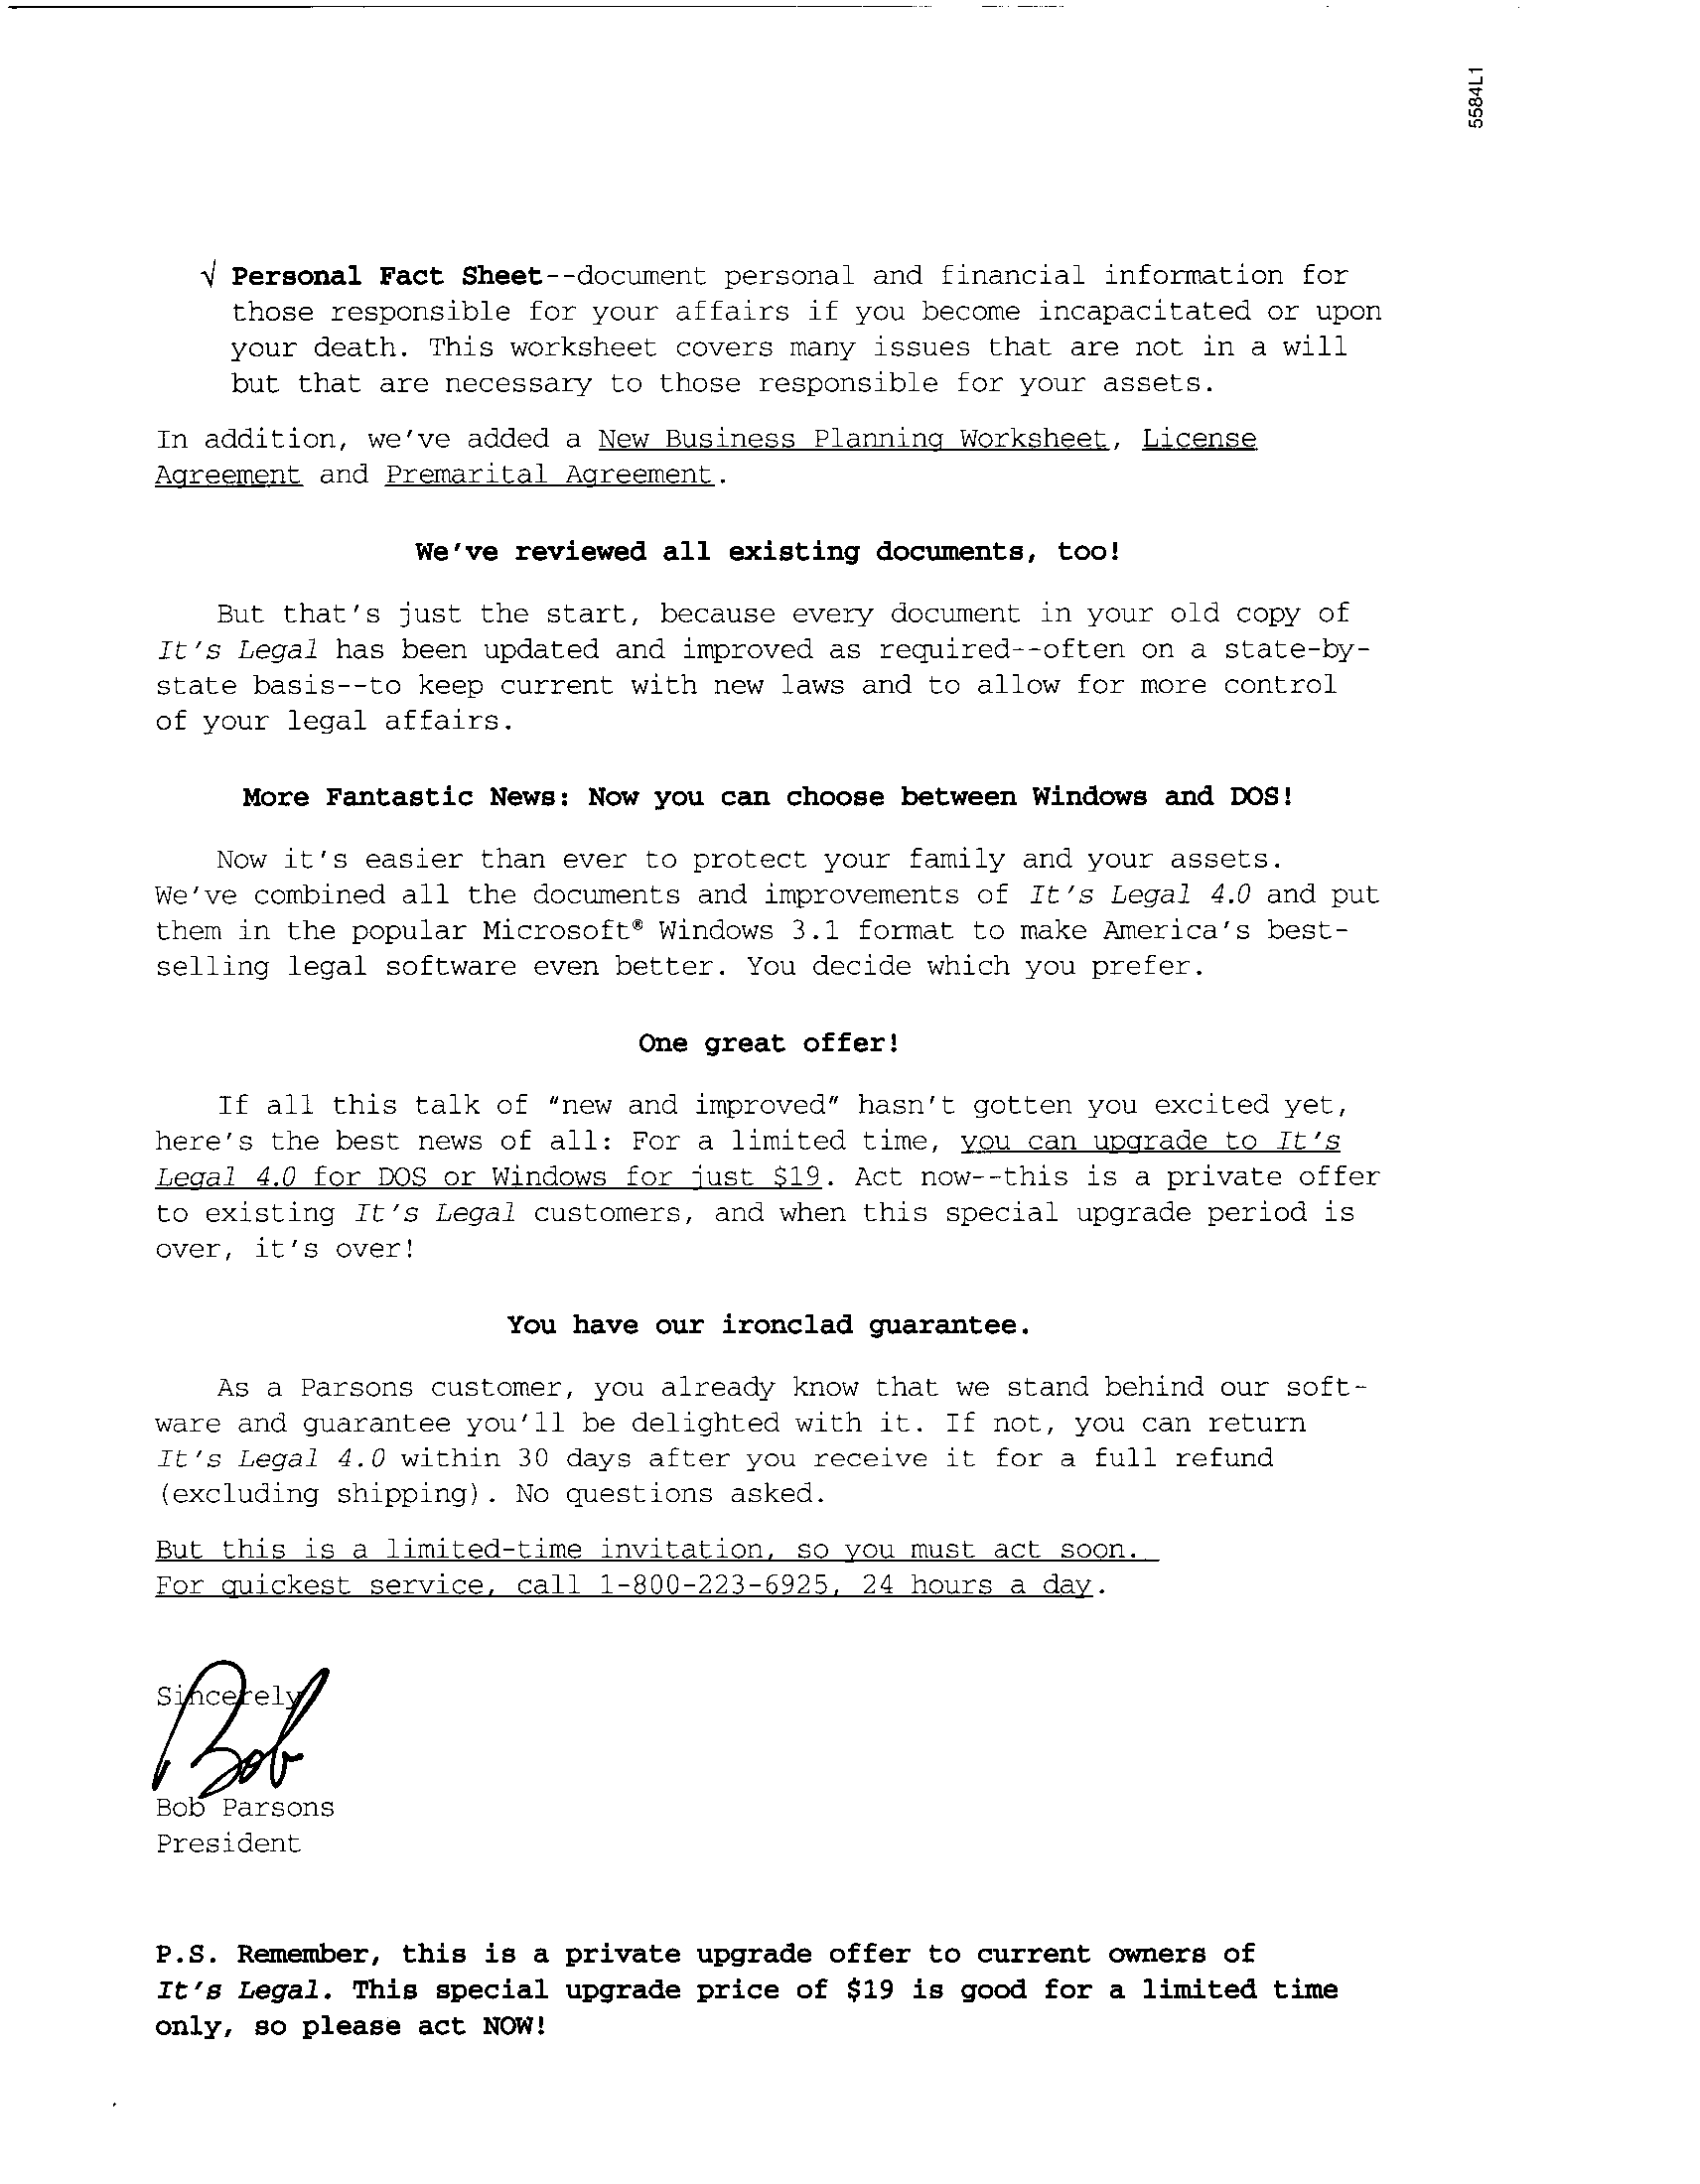 5584L1
√ Personal Fact Sheet--document personal and financial information for
those responsible for your affairs if you become incapacitated or upon
your death. This worksheet covers many issues that are not in a will
but that are necessary to those responsible for your assets.
In addition, we've added a New Business Planning Worksheet, License
Agreement and Premarital Agreement.
We've reviewed all existing documents, too!
But that's just the start, because every document in your old copy of
It's Legal has been updated and improved as required--often on a state-by-
state basis--to keep current with new laws and to allow for more control
of your legal affairs.
More Fantastic News: Now you can choose between Windows and DOS!
Now it's easier than ever to protect your family and your assets.
We've combined all the documents and improvements of It's Legal 4.0 and put
them in the popular Microsoft® Windows 3.1 format to make America's best-
selling legal software even better. You decide which you prefer.
One great offer!
If all this talk of "new and improved" hasn't gotten you excited yet,
here's the best news of all: For a limited time, you can upgrade to It's
Legal 4.0 for DOS or Windows for just $19. Act now--this is a private offer
to existing It's Legal customers, and when this special upgrade period is
over, it's over!
You have our ironclad guarantee.
As a Parsons customer, you already know that we stand behind our soft-
ware and guarantee you'll be delighted with it. If not, you can return
It's Legal 4.0 within 30 days after you receive it for a full refund
(excluding shipping). No questions asked.
But this is a limited-time invitation, so you must act soon.
For quickest service, call 1-800-223-6925, 24 hours a day.
Sincerely
Bob
Bob Parsons
President
P.S. Remember, this is a private upgrade offer to current owners of
It's Legal. This special upgrade price of $19 is good for a limited time
only, so please act NOW!